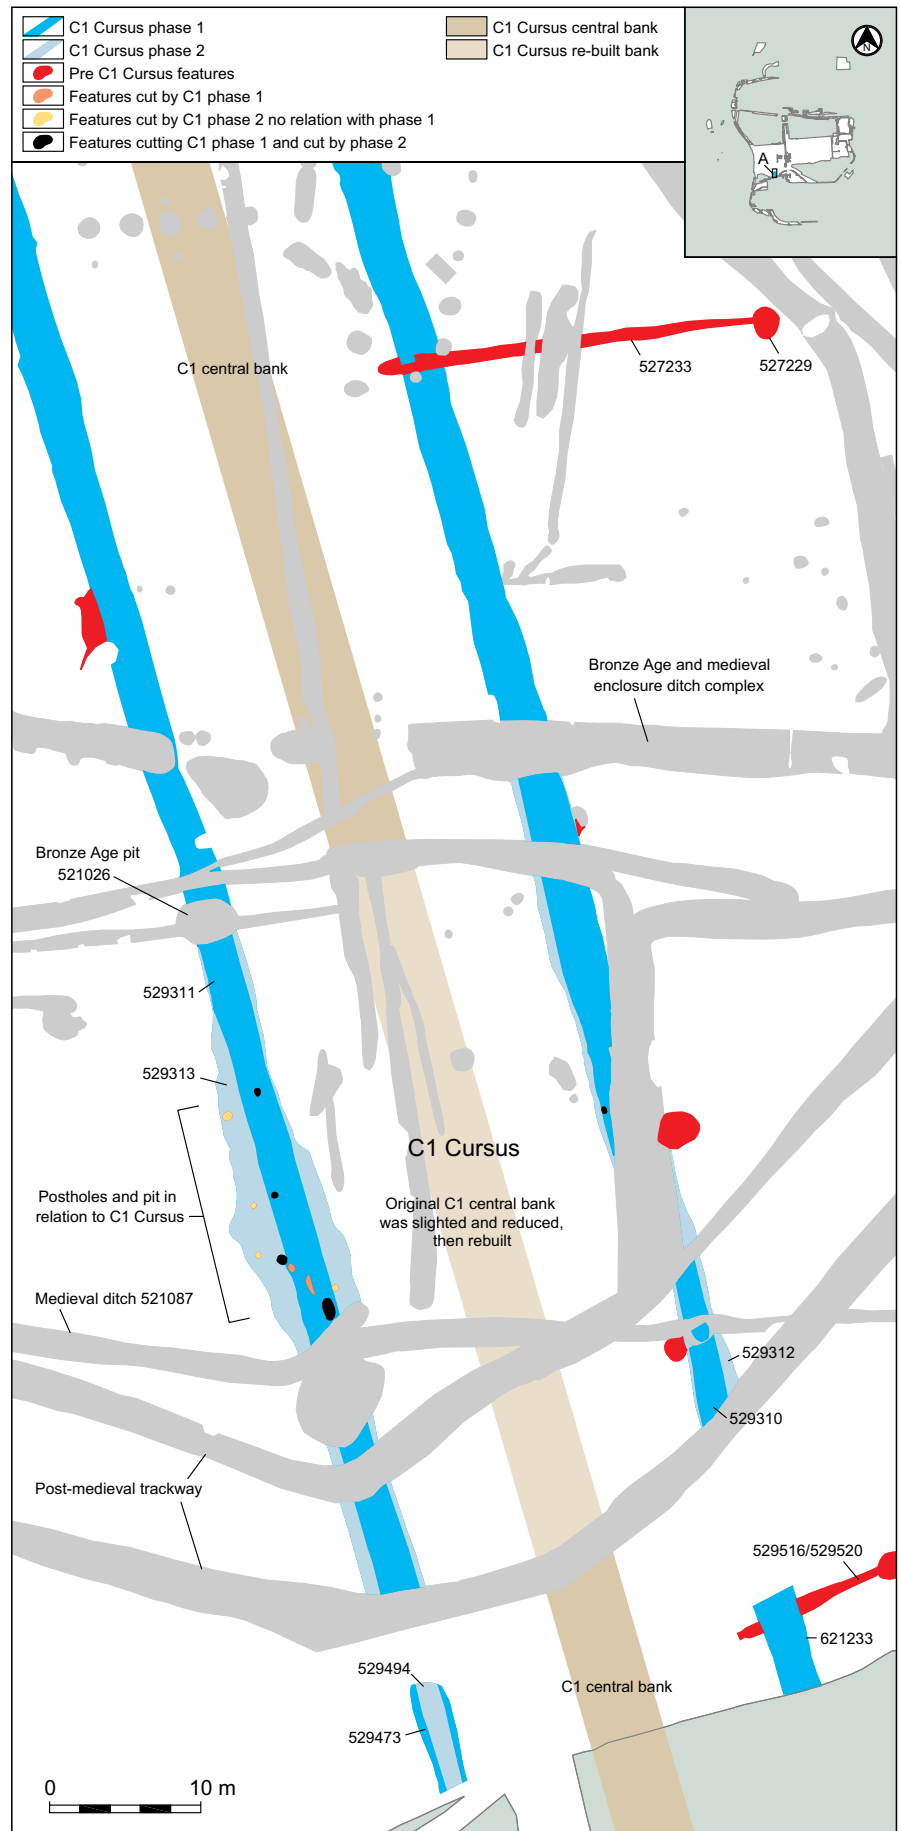 C1 Cursus phase 1
C1 Cursus phase 2
Pre C1 Cursus features
Features cut by C1 phase 1
Features cut by C1 phase 2 no relation with phase 1
Features cutting C1 phase 1 and cut by phase 2
C1 Cursus central bank
C1 Cursus re-built bank
N
A
C1 central bank
527233
527229
Bronze Age and medieval
enclosure ditch complex
Bronze Age pit
521026
529311
529313
C1 Cursus
Postholes and pit in
relation to C1 Cursus
Original C1 central bank
was slighted and reduced,
then rebuilt
Medieval ditch 521087
529312
529310
Post-medieval trackway
529516/529520
621233
529494
C1 central bank
529473
0
10 m